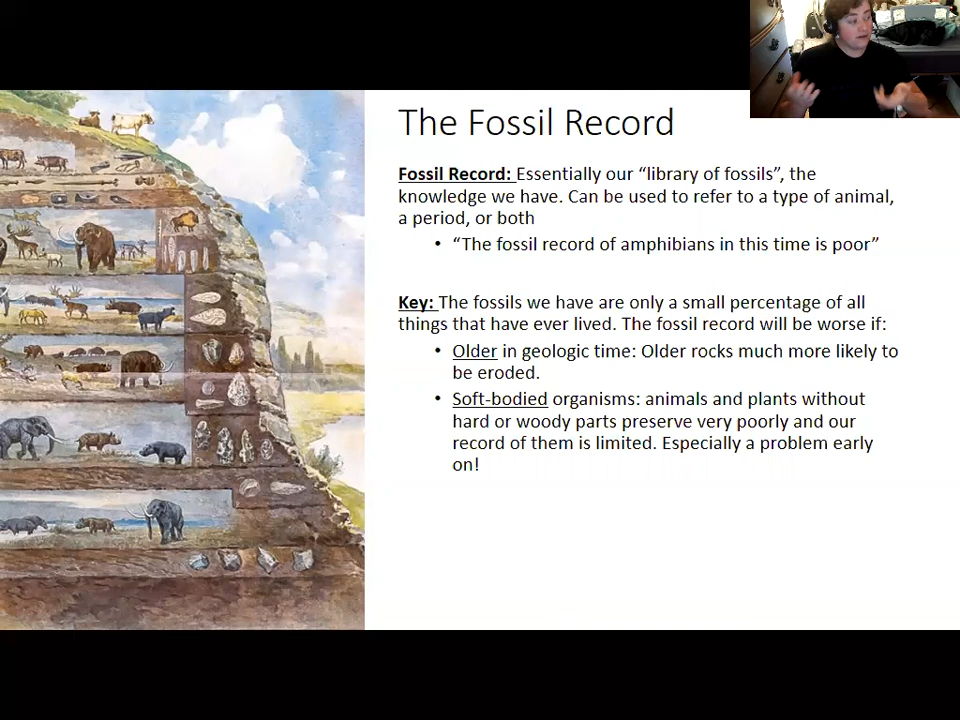 The Fossil Record
Fossil Record: Essentially our “library of fossils”, the
knowledge we have. Can be used to refer to a type of animal,
a period, or both
• “The fossil record of amphibians in this time is poor”
Key: The fossils we have are only a small percentage of all
things that have ever lived. The fossil record will be worse if:
• Older in geologic time: Older rocks much more likely to
be eroded.
• Soft-bodied organisms: animals and plants without
hard or woody parts preserve very poorly and our
record of them is limited. Especially a problem early
on!